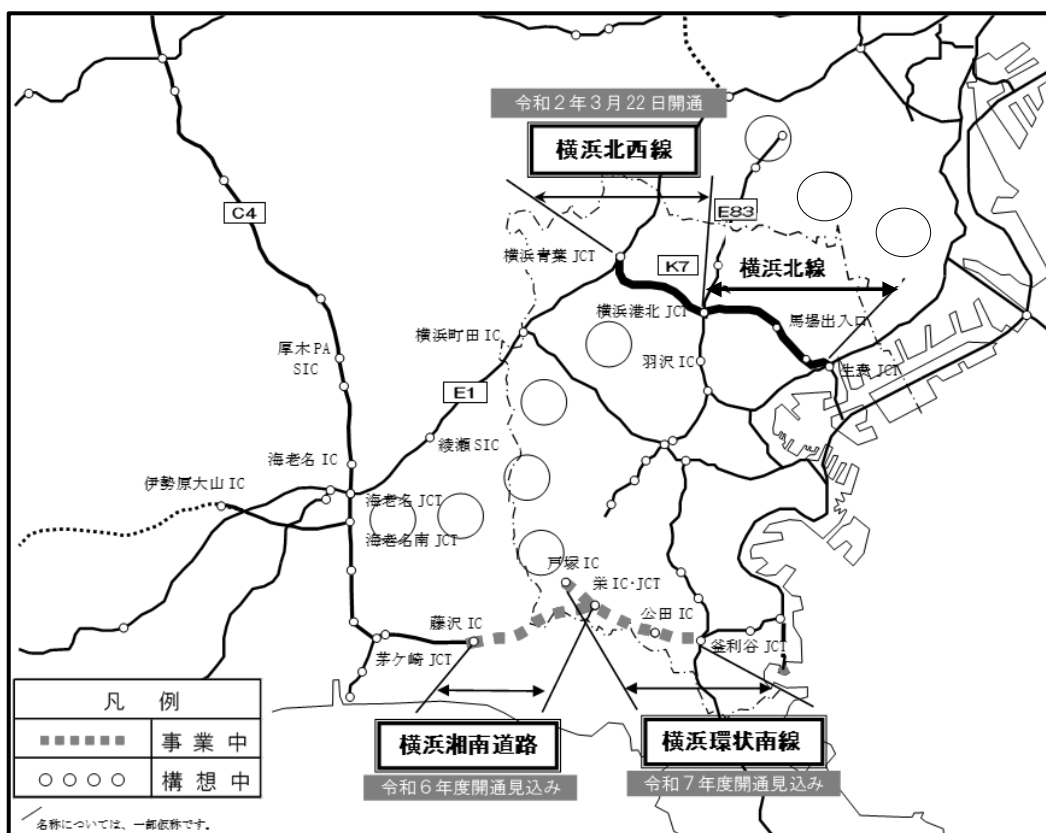 令和2年3月22日開通
横浜北西線
C4
E83
横浜青葉 JCT
K7
横浜北線
横浜港北 JCT
馬場出入口
横浜町田 IC
厚木PA
SIC
羽沢 IC
生麦 JCT
E1
綾瀬 SIC
海老名 IC
伊勢原大山 IC
海老名 JCT
海老名南 JCT
戸塚 IC
栄 IC・JCT
藤沢 IC
公田 IC
釜利谷 JCT
茅ケ崎 JCT
凡 例
事業中
構想中
横浜湘南道路
横浜環状南線
令和6年度開通見込み
令和7年度開通見込み
名称については、一部仮称です。